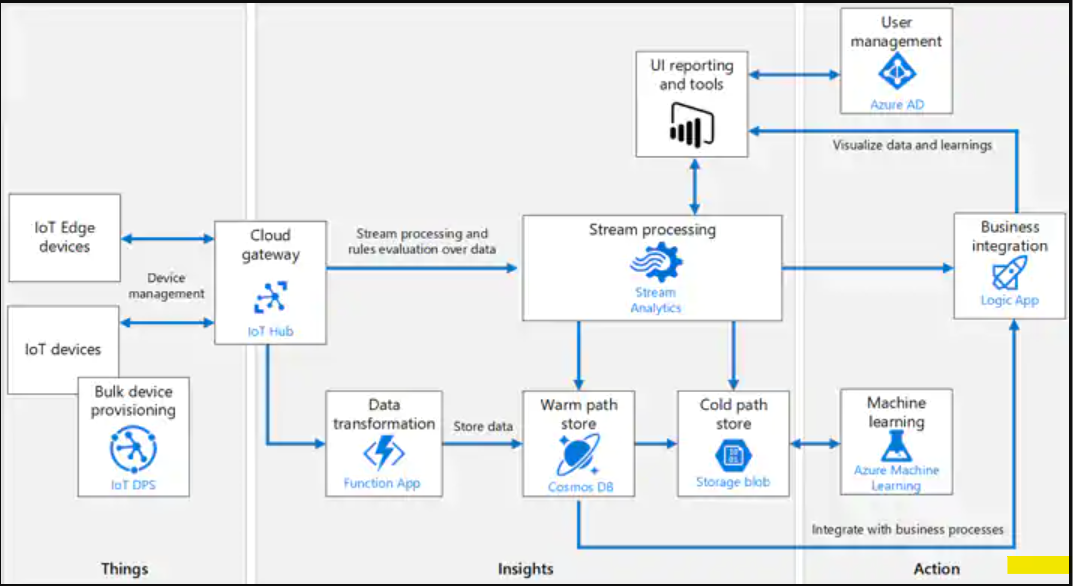 User
management
Azure AD
UI reporting
and tools
Visualize data and learnings
IoT Edge
devices
Cloud
gateway
IoT Hub
Stream processing and
rules evaluation over data
Stream processing
Stream
Analytics
Business
integration
Logic App
Device
management
IoT devices
Bulk device
provisioning
IoT DPS
Data
transformation
Function App
Store data
Warm path
store
Cosmos DB
Cold path
store
Storage blob
Machine
learning
Azure Machine
Learning
Integrate with business processes
Things
Insights
Action